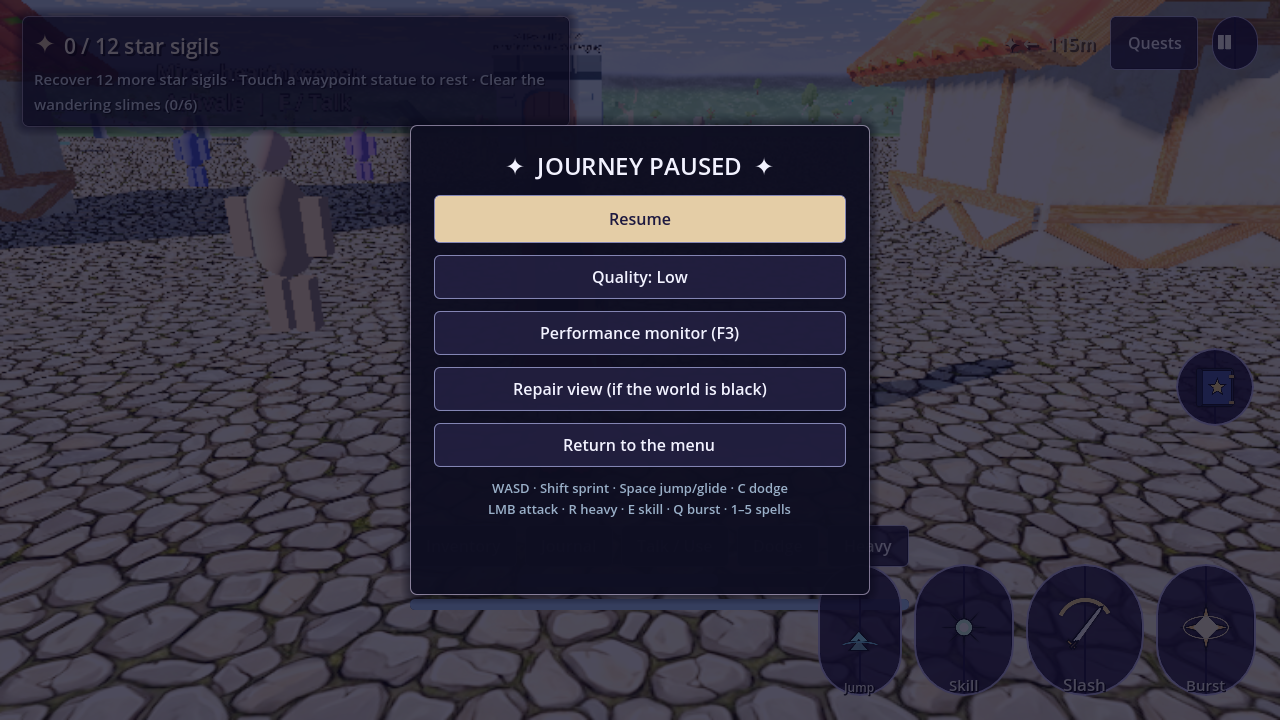 ✦ 0 / 12 star sigils
Recover 12 more star sigils · Touch a waypoint statue to rest · Clear the
wandering slimes (0/6)
115m
Quests
✦ JOURNEY PAUSED ✦
Resume
Quality: Low
Performance monitor (F3)
Repair view (if the world is black)
Return to the menu
WASD · Shift sprint · Space jump/glide · C dodge
LMB attack · R heavy · E skill · Q burst · 1–5 spells
Jump
Skill
Slash
Burst